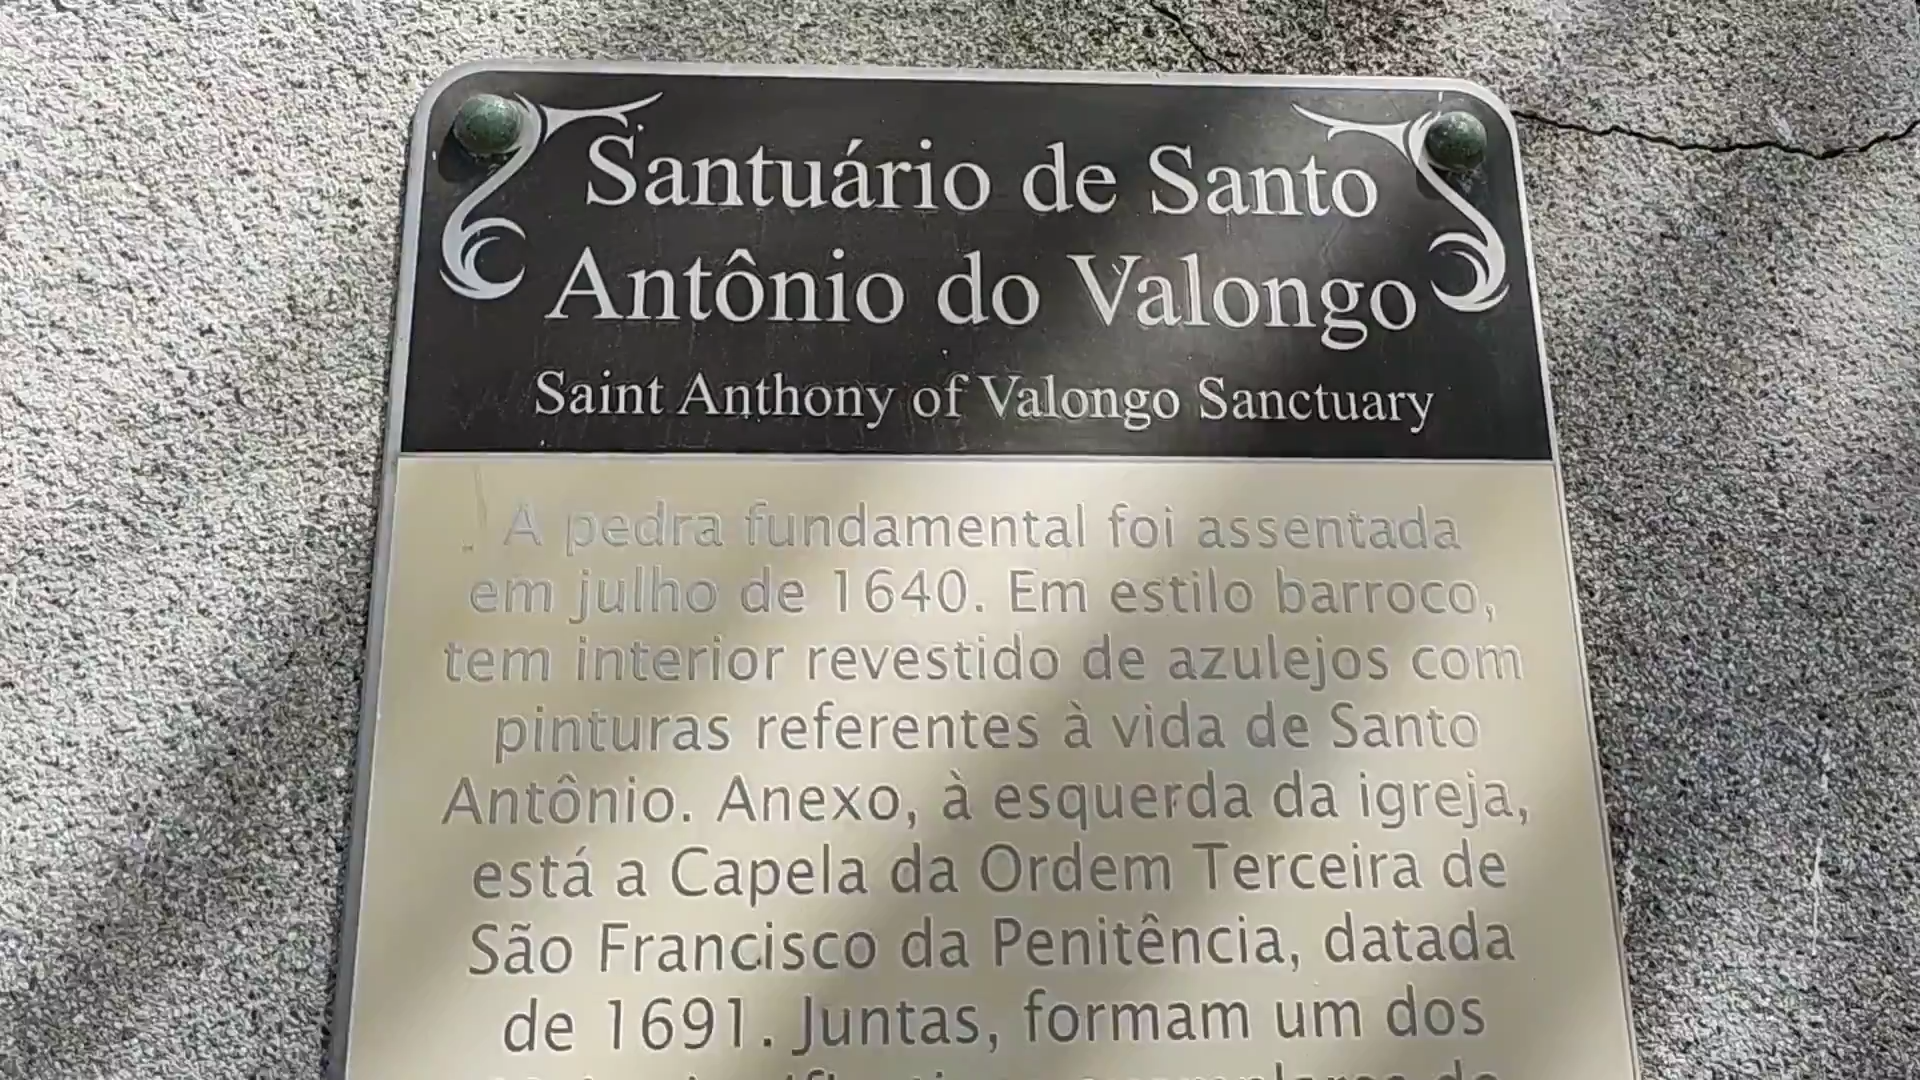 Santuário de Santo
Antônio do Valongo
Saint Anthony of Valongo Sanctuary
A pedra fundamental foi assentada
em julho de 1640. Em estilo barroco,
tem interior revestido de azulejos com
pinturas referentes à vida de Santo
Antônio. Anexo, à esquerda da igreja,
está a Capela da Ordem Terceira de
São Francisco da Penitência, datada
de 1691. Juntas, formam um dos